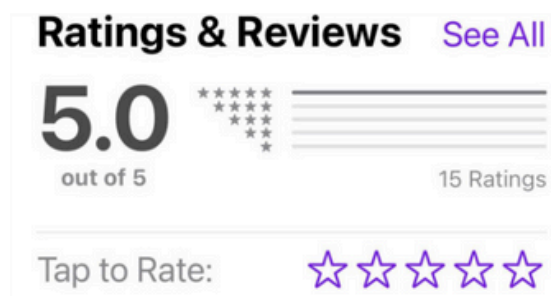 Ratings & Reviews See All
5.0
out of 5
15 Ratings
Tap to Rate: